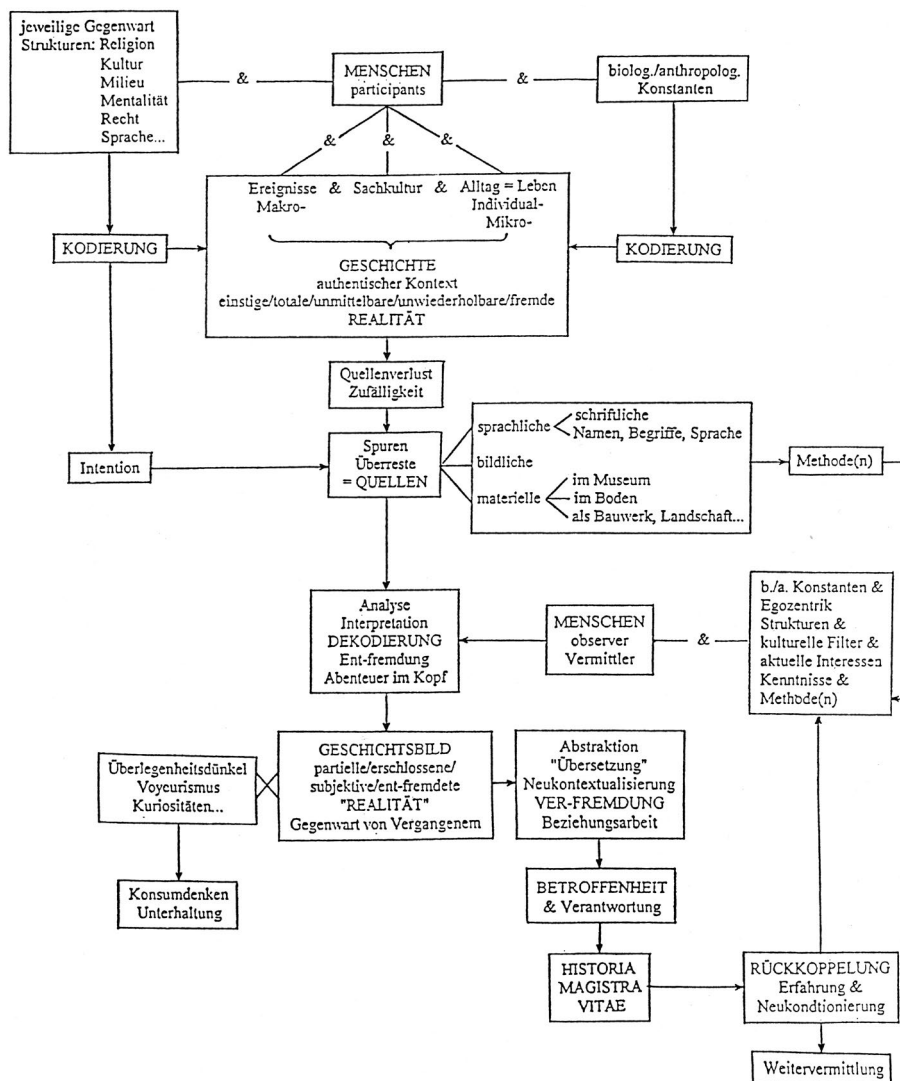 jeweilige Gegenwart
Strukturen: Religion
Kultur
Milieu
Mentalität
Recht
Sprache...
&
MENSCHEN
participants
&
biolog./anthropolog.
Konstanten
&
&
&
Ereignisse & Sachkultur & Alltag = Leben
Makro-
Individual-
Mikro-
KODIERUNG
KODIERUNG
GESCHICHTE
authentischer Kontext
einstige/totale/unmittelbare/unwiederholbare/fremde
REALITÄT
Quellenverlust
Zufälligkeit
Intention
Spuren
Überreste
= QUELLEN
sprachliche
schriftliche
Namen, Begriffe, Sprache
bildliche
materielle
im Museum
im Boden
als Bauwerk, Landschaft...
Methode(n)
Analyse
Interpretation
DEKODIERUNG
Ent-fremdung
Abenteuer im Kopf
MENSCHEN
observer
Vermittler
&
b./a. Konstanten &
Egozentrik
Strukturen &
kulturelle Filter &
aktuelle Interessen
Kenntnisse &
Methode(n)
Überlegenheitsdünkel
Voyeurismus
Kuriositäten...
GESCHICHTSBILD
partielle/erschlossene/
subjektive/ent-fremdete
"REALITÄT"
Gegenwart von Vergangenem
Abstraktion
"Übersetzung"
Neukontextualisierung
VER-FREMDUNG
Beziehungsarbeit
Konsumdenken
Unterhaltung
BETROFFENHEIT
& Verantwortung
HISTORIA
MAGISTRA
VITAE
RÜCKKOPPELUNG
Erfahrung &
Neukondtionierung
Weitervermittlung